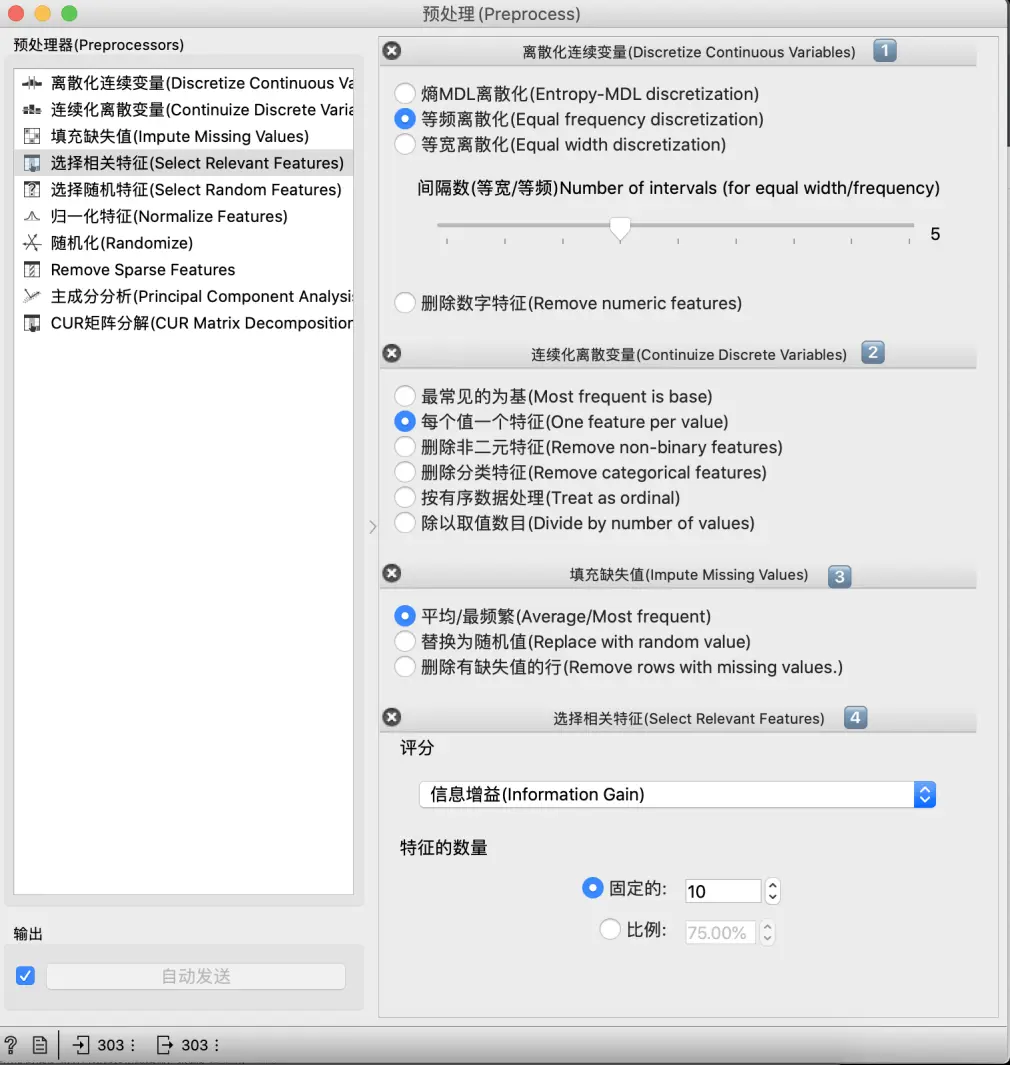 预处理 (Preprocess)
预处理器(Preprocessors)
离散化连续变量(Discretize Continuous Va
连续化离散变量(Continuize Discrete Varia
填充缺失值(Impute Missing Values)
选择相关特征(Select Relevant Features)
选择随机特征(Select Random Features)
归一化特征(Normalize Features)
随机化(Randomize)
Remove Sparse Features
主成分分析(Principal Component Analysis
CUR矩阵分解(CUR Matrix Decomposition
输出
自动发送
离散化连续变量(Discretize Continuous Variables) 1
熵MDL离散化(Entropy-MDL discretization)
等频离散化(Equal frequency discretization)
等宽离散化(Equal width discretization)
间隔数(等宽/等频)Number of intervals (for equal width/frequency)
5
删除数字特征(Remove numeric features)
连续化离散变量(Continuize Discrete Variables) 2
最常见的为基(Most frequent is base)
每个值一个特征(One feature per value)
删除非二元特征(Remove non-binary features)
删除分类特征(Remove categorical features)
按有序数据处理(Treat as ordinal)
除以取值数目(Divide by number of values)
填充缺失值(Impute Missing Values) 3
平均/最频繁(Average/Most frequent)
替换为随机值(Replace with random value)
删除有缺失值的行(Remove rows with missing values.)
选择相关特征(Select Relevant Features) 4
评分
信息增益(Information Gain)
特征的数量
固定的: 10
比例: 75.00%
? 303 303